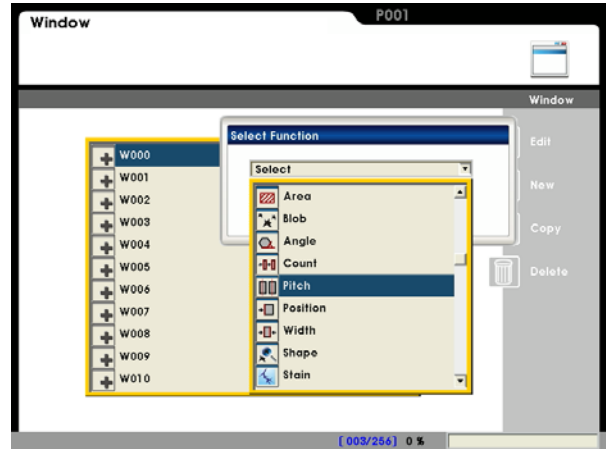 Window
P001
Window
Select Function
Edit
W000
Select
W001
New
Area
W002
Blob
W003
Copy
Angle
W004
Count
W005
Delete
Pitch
W006
Position
W007
Width
W008
Shape
W009
Stain
W010
[003/256] 0 %